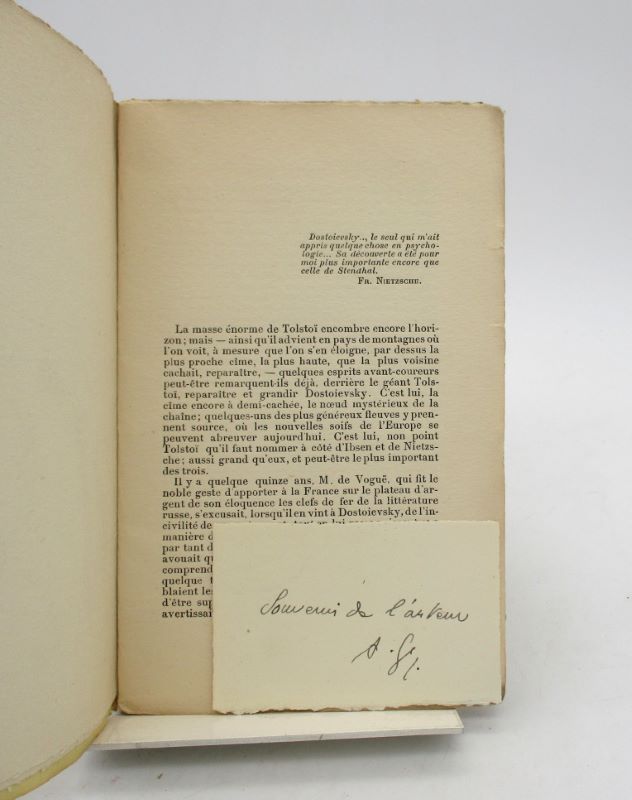 Dostoïevsky.., le seul qui m'ait
appris quelque chose en psycho-
logie... Sa découverte a été pour
moi plus importante encore que
celle de Stendhal.
Fr. Nietzsche.
La masse énorme de Tolstoï encombre encore l'hori-
zon ; mais — ainsi qu'il advient en pays de montagnes où
l'on voit, à mesure que l'on s'en éloigne, par dessus la
plus proche cîme, la plus haute, que la plus voisine
cachait, reparaître, — quelques esprits avant-coureurs
peut-être remarquent-ils déjà, derrière le géant Tols-
toï, reparaître et grandir Dostoievsky. C'est lui, la
cîme encore à demi-cachée, le nœud mystérieux de la
chaîne ; quelques-uns des plus généreux fleuves y pren-
nent source, où les nouvelles soifs de l'Europe se
peuvent abreuver aujourd'hui. C'est lui, non point
Tolstoï qu'il faut nommer à côté d'Ibsen et de Nietzs-
che ; aussi grand qu'eux, et peut-être le plus important
des trois.
Il y a quelque quinze ans, M. de Voguë, qui fit le
noble geste d'apporter à la France sur le plateau d'ar-
gent de son éloquence les clefs de fer de la littérature
russe, s'excusait, lorsqu'il en vint à Dostoievsky, de l'in-
civilité de
manière d
par tant d
avouait qu
comprend
quelque t
blaient les
d'être sup
avertissai
Souvenir de l'auteur
A. G.